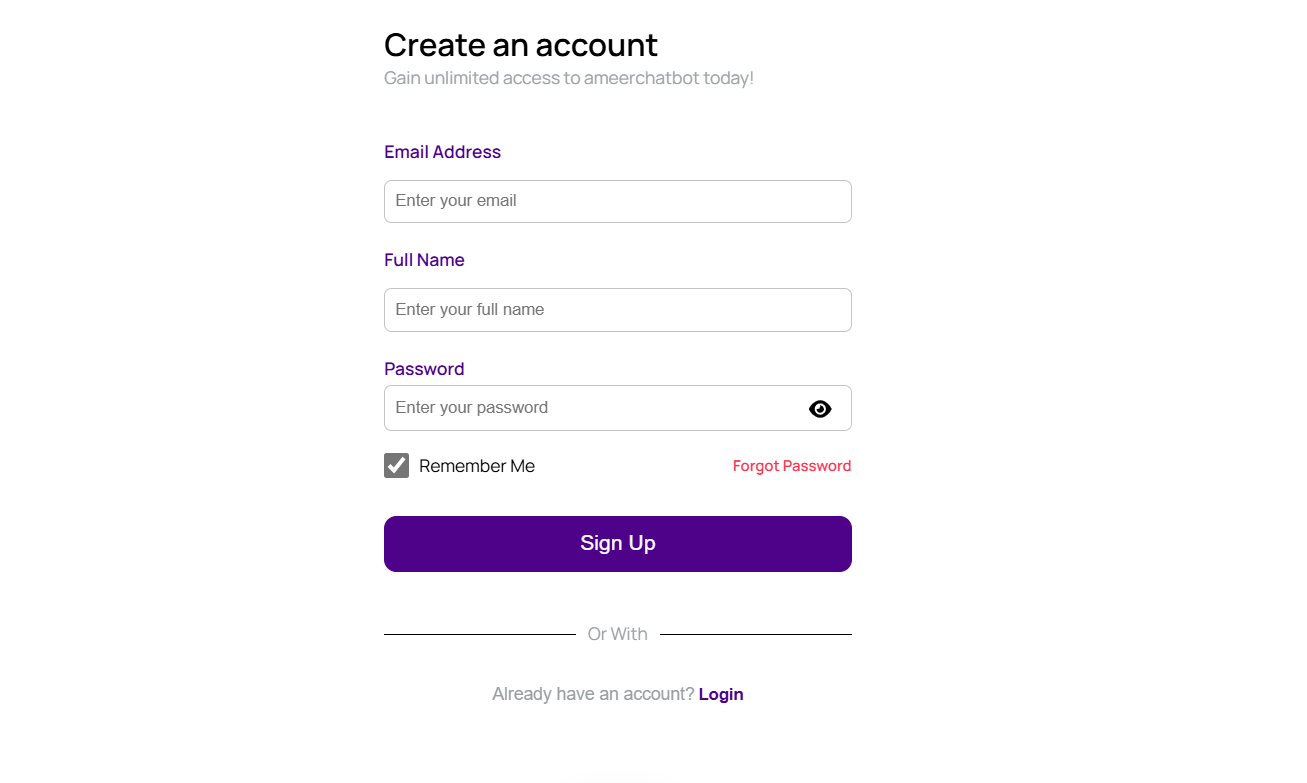 Create an account
Gain unlimited access to ameerchatbot today!
Email Address
Enter your email
Full Name
Enter your full name
Password
Enter your password
Remember Me Forgot Password
Sign Up
Or With
Already have an account? Login